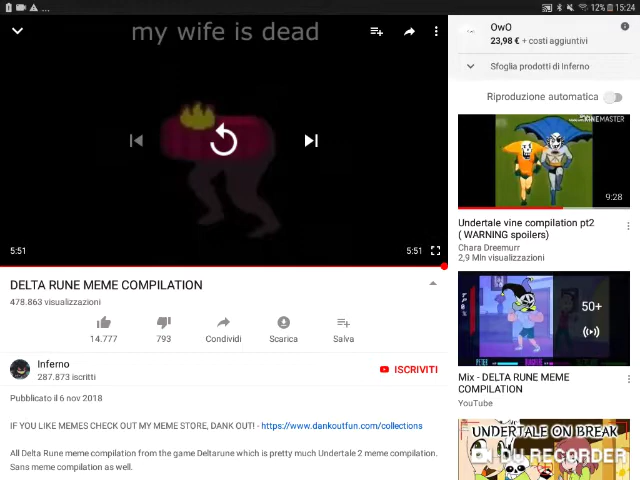 ... 12% 15:24
my wife is dead
5:51
5:51
DELTA RUNE MEME COMPILATION
478.863 visualizzazioni
14.777
793
Condividi
Scarica
Salva
Inferno
287.873 iscritti
ISCRIVITI
Pubblicato il 6 nov 2018
IF YOU LIKE MEMES CHECK OUT MY MEME STORE, DANK OUT! - https://www.dankoutfun.com/collections
All Delta Rune meme compilation from the game Deltarune which is pretty much Undertale 2 meme compilation.
Sans meme compilation as well.
OwO
23,98 € + costi aggiuntivi
Sfoglia prodotti di Inferno
Riproduzione automatica
KINEMASTER
9:28
Undertale vine compilation pt2
( WARNING spoilers)
Chara Dreemurr
2,9 Mln visualizzazioni
50+
Mix - DELTA RUNE MEME
COMPILATION
YouTube
UNDERTALE ON BREAK
DU RECORDER